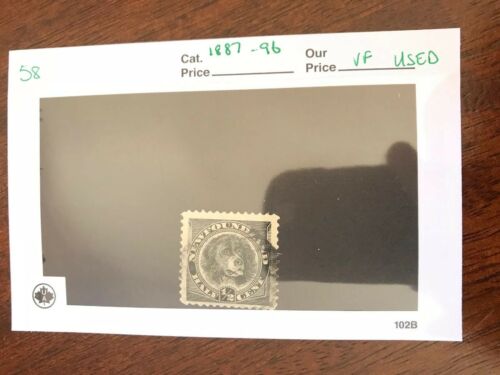 58
Cat. 1887-96
Price
Our
Price VF USED
NEWFOUNDLAND
1/2
HALF CENT
102B